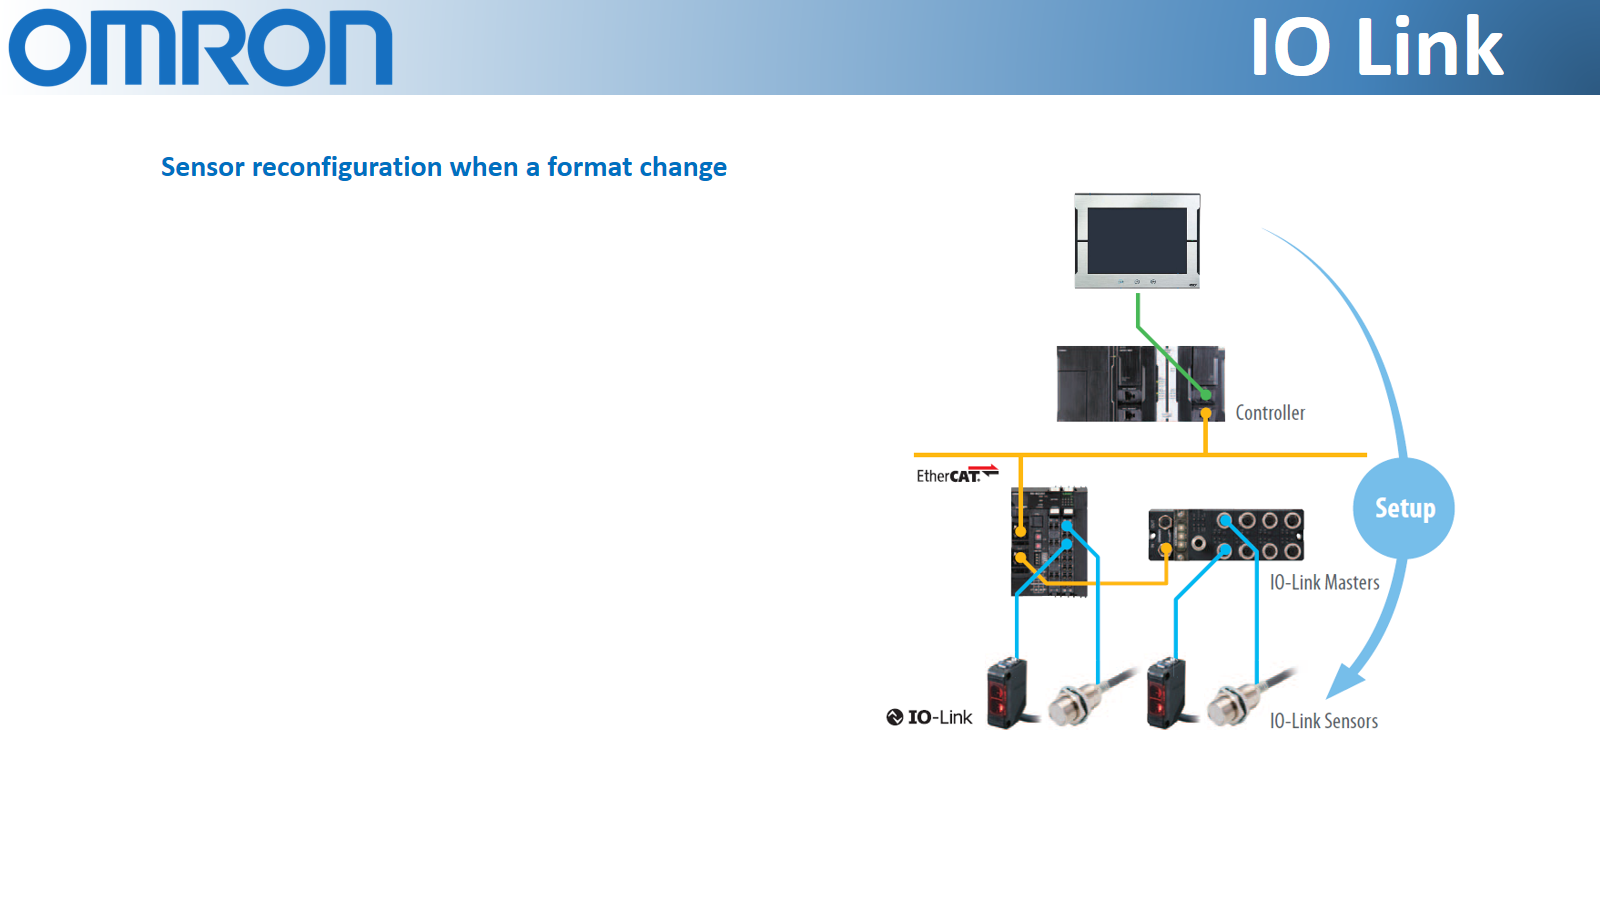 OMRON
IO Link
Sensor reconfiguration when a format change
Controller
EtherCAT
Setup
IO-Link Masters
IO-Link
IO-Link Sensors